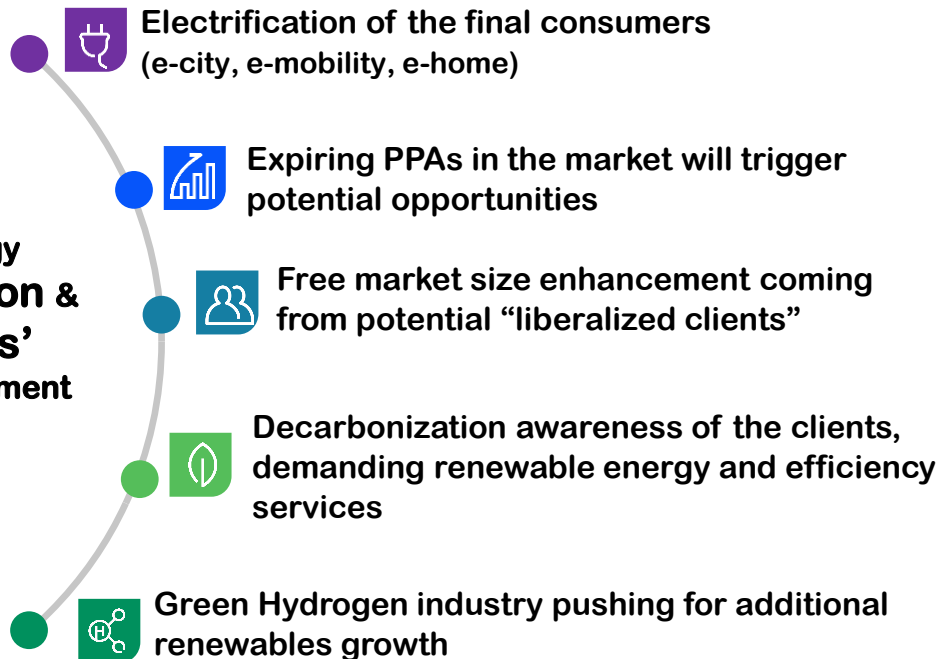 Electrification of the final consumers
(e-city, e-mobility, e-home)
Expiring PPAs in the market will trigger
potential opportunities
&
Free market size enhancement coming
from potential “liberalized clients”
Decarbonization awareness of the clients,
demanding renewable energy and efficiency
services
H
Green Hydrogen industry pushing for additional
renewables growth